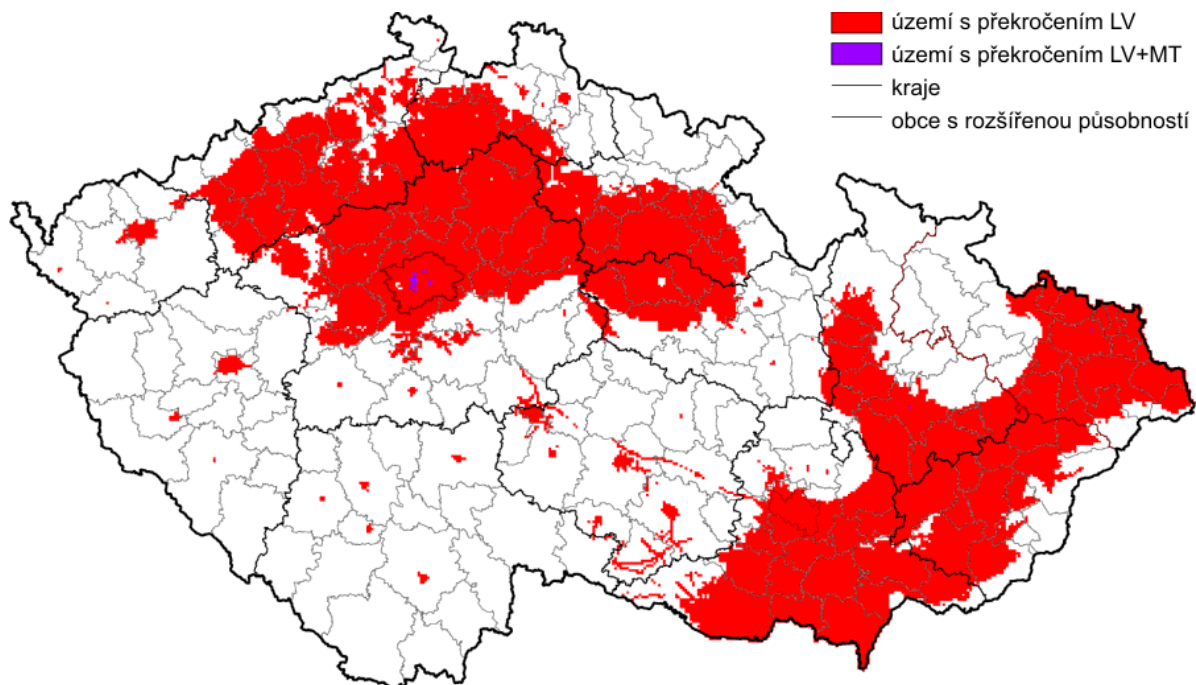 území s překročením LV
území s překročením LV+MT
kraje
obce s rozšířenou působností